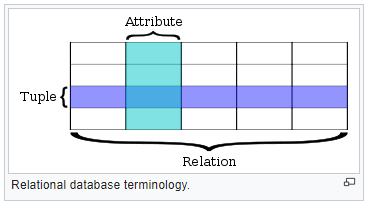 Attribute
Tuple
Relation
Relational database terminology.